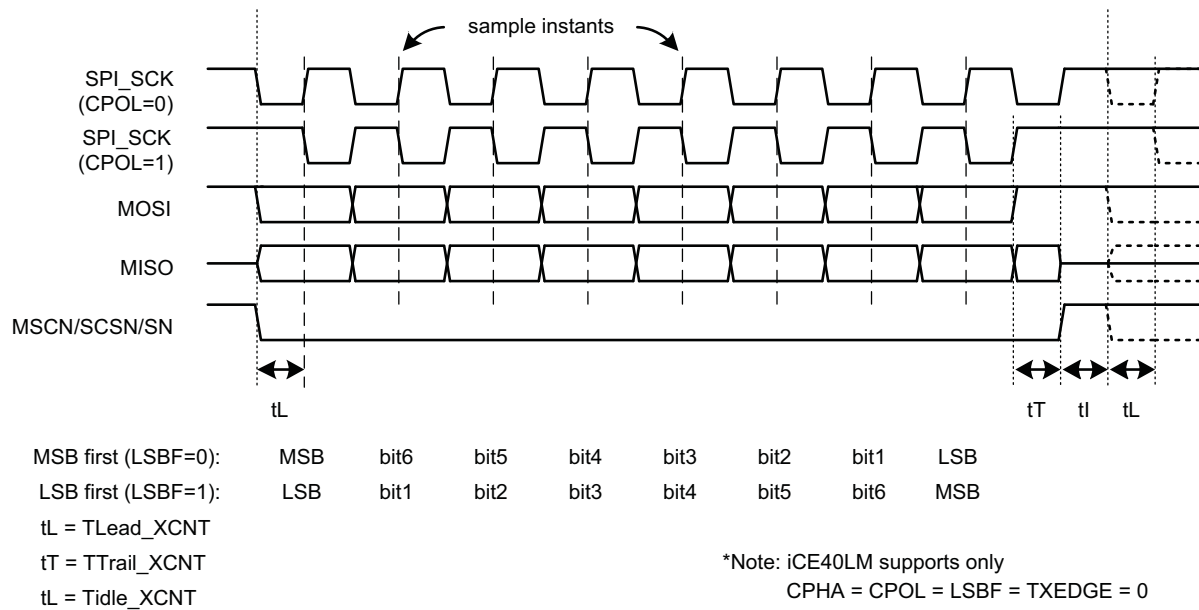 sample instants
SPI_SCK
(CPOL=0)
SPI_SCK
(CPOL=1)
MOSI
MISO
MSCN/SCSN/SN
tL tT tI tL
MSB first (LSBF=0): MSB bit6 bit5 bit4 bit3 bit2 bit1 LSB
LSB first (LSBF=1): LSB bit1 bit2 bit3 bit4 bit5 bit6 MSB
tL = TLead_XCNT
tT = TTrail_XCNT
tL = Tidle_XCNT
*Note: iCE40LM supports only
CPHA = CPOL = LSBF = TXEDGE = 0